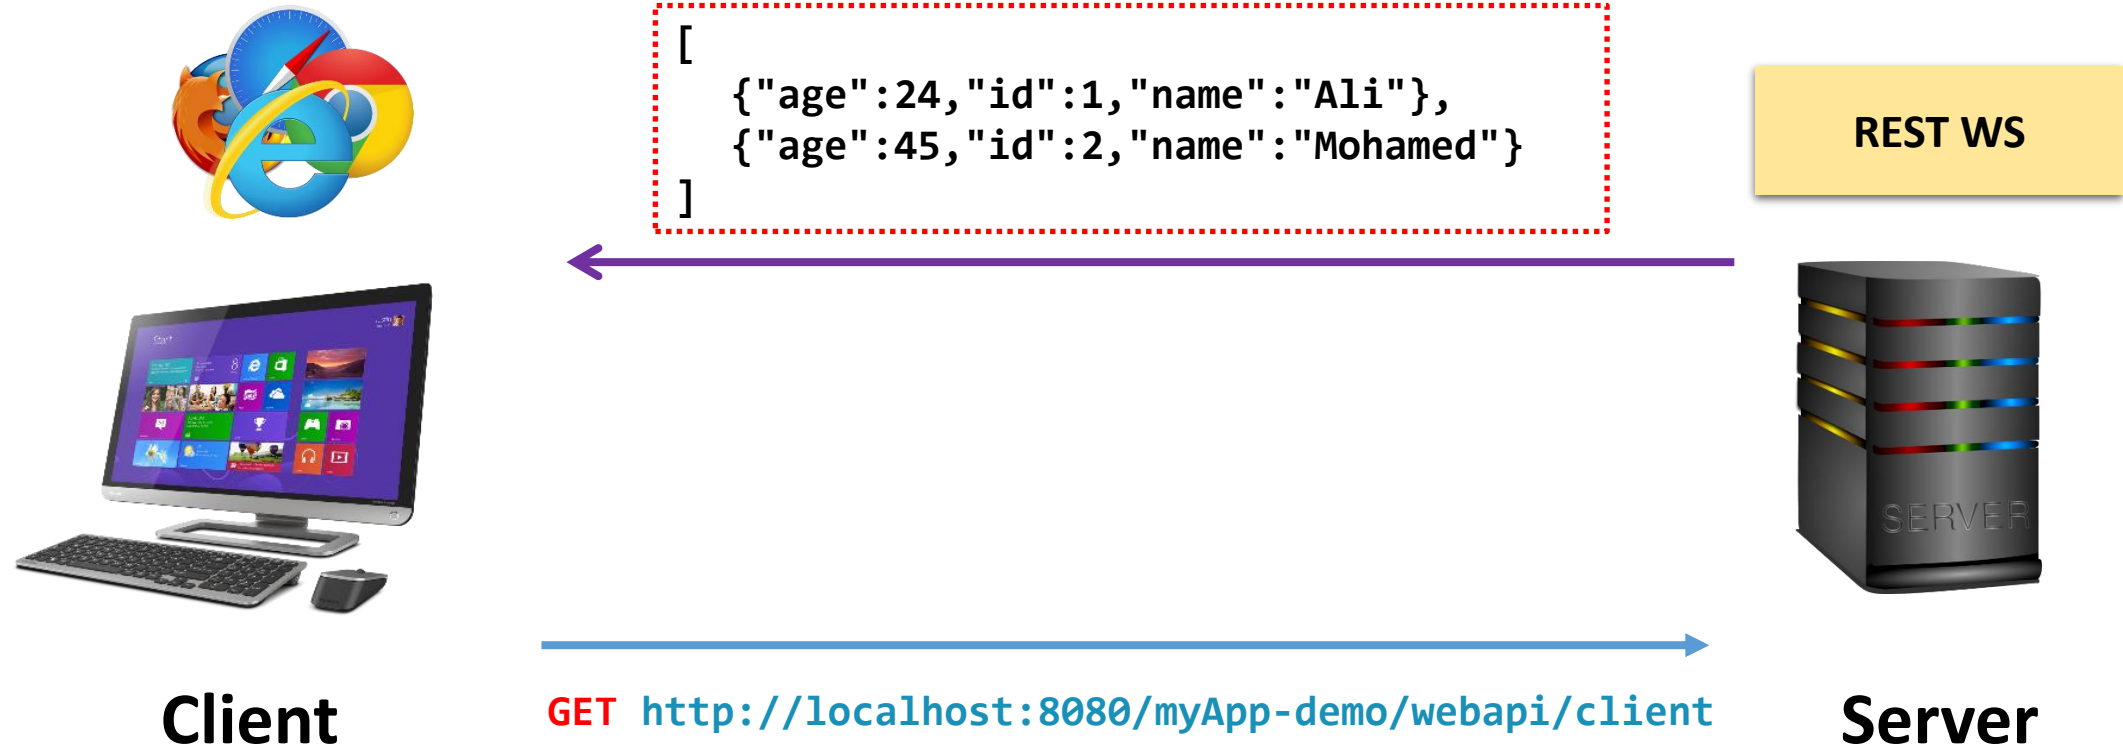 [
{"age":24,"id":1,"name":"Ali"},
{"age":45,"id":2,"name":"Mohamed"}
]
REST WS
Start
SERVER
GET http://localhost:8080/myApp-demo/webapi/client
Client
Server